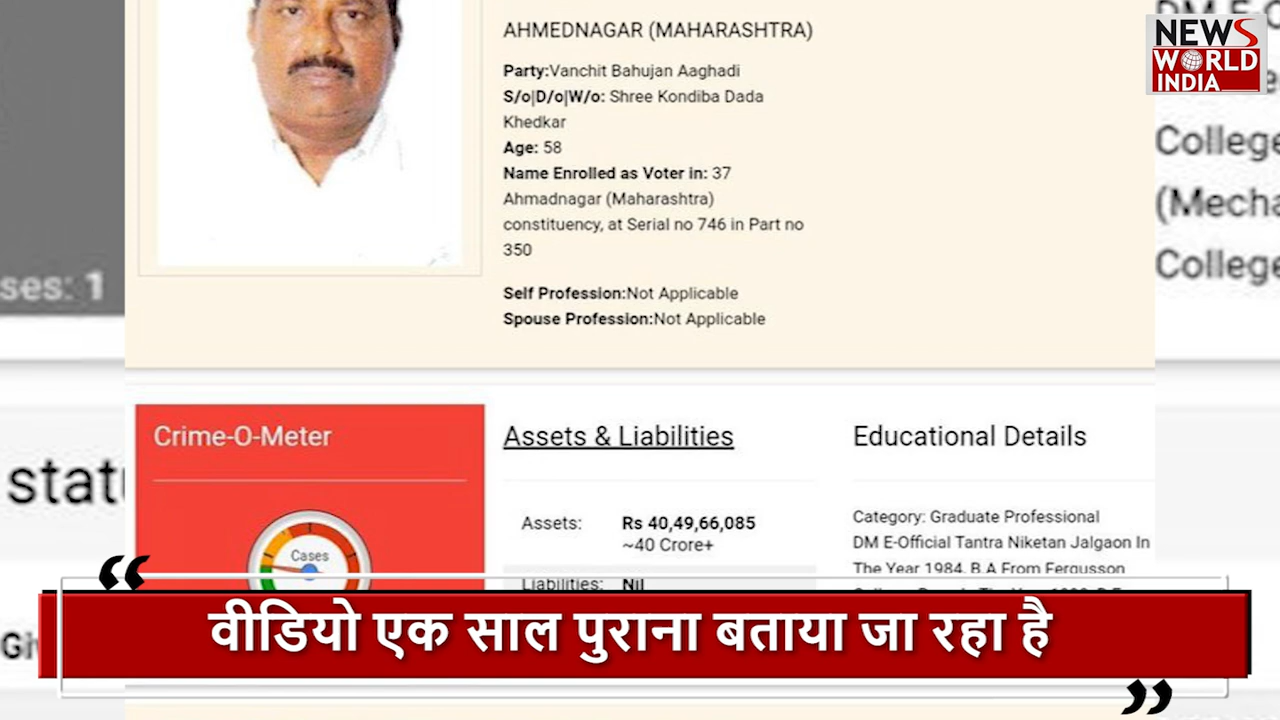 NEWS
WORLD
INDIA
AHMEDNAGAR (MAHARASHTRA)
Party:Vanchit Bahujan Aaghadi
S/o|D/o|W/o: Shree Kondiba Dada
Khedkar
Age: 58
Name Enrolled as Voter in: 37
Ahmadnagar (Maharashtra)
constituency, at Serial no 746 in Part no
350
Self Profession:Not Applicable
Spouse Profession:Not Applicable
College
(Mecha
College
ses: 1
Crime-O-Meter
Cases
Assets & Liabilities
Assets: Rs 40,49,66,085
~40 Crore+
Liabilities: Nil
Educational Details
Category: Graduate Professional
DM E-Official Tantra Niketan Jalgaon In
The Year 1984, B.A From Fergusson
statu
Gi
“
वीडियो एक साल पुराना बताया जा रहा है
”